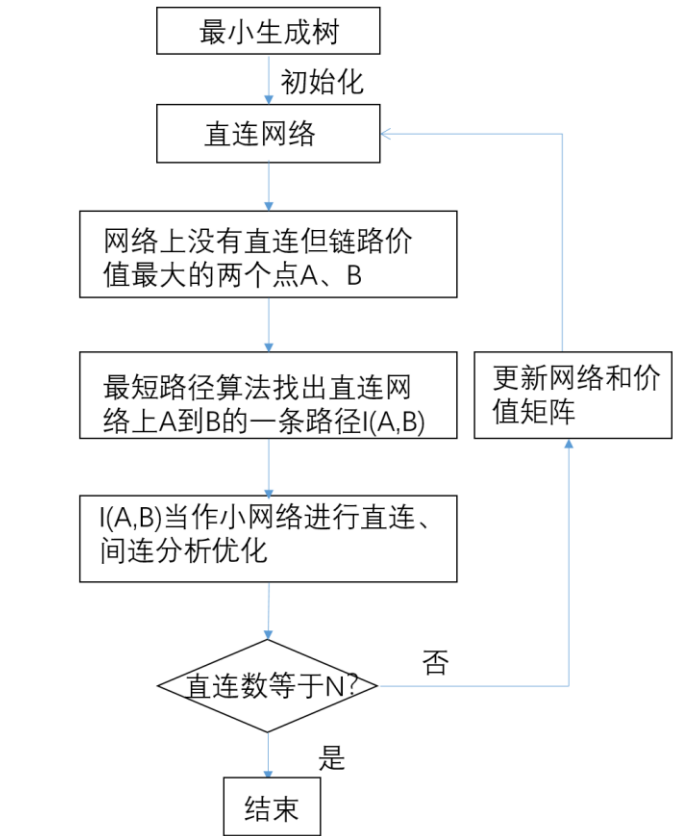 最小生成树
初始化
直连网络
网络上没有直连但链路价
值最大的两个点A、B
最短路径算法找出直连网
络上A到B的一条路径I(A,B)
更新网络和价
值矩阵
I(A,B)当作小网络进行直连、
间连分析优化
直连数等于N?
否
是
结束